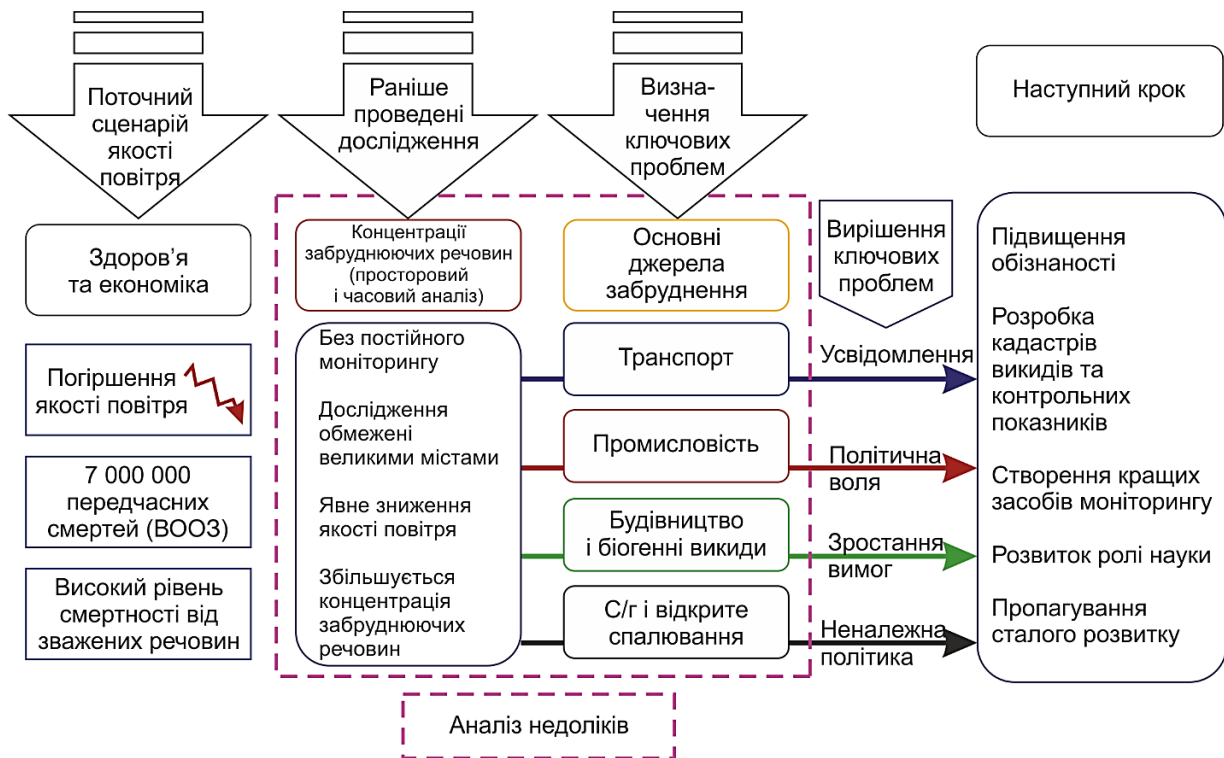 Поточний
сценарій
якості
повітря
Раніше
проведені
дослідження
Визна-
чення
ключових
проблем
Наступний крок
Здоров’я
та економіка
Погіршення
якості повітря
7 000 000
передчасних
смертей (ВООЗ)
Високий рівень
смертності від
зважених речовин
Концентрації
забруднюючих речовин
(просторовий
і часовий аналіз)
Без постійного
моніторингу
Дослідження
обмежені
великими містами
Явне зниження
якості повітря
Збільшується
концентрація
забруднюючих
речовин
Основні
джерела
забруднення
Транспорт
Промисловість
Будівництво
і біогенні викиди
С/г і відкрите
спалювання
Вирішення
ключових
проблем
Усвідомлення
Політична
воля
Зростання
вимог
Неналежна
політика
Підвищення
обізнаності
Розробка
кадастрів
викидів та
контрольних
показників
Створення кращих
засобів моніторингу
Розвиток ролі науки
Пропагування
сталого розвитку
Аналіз недоліків